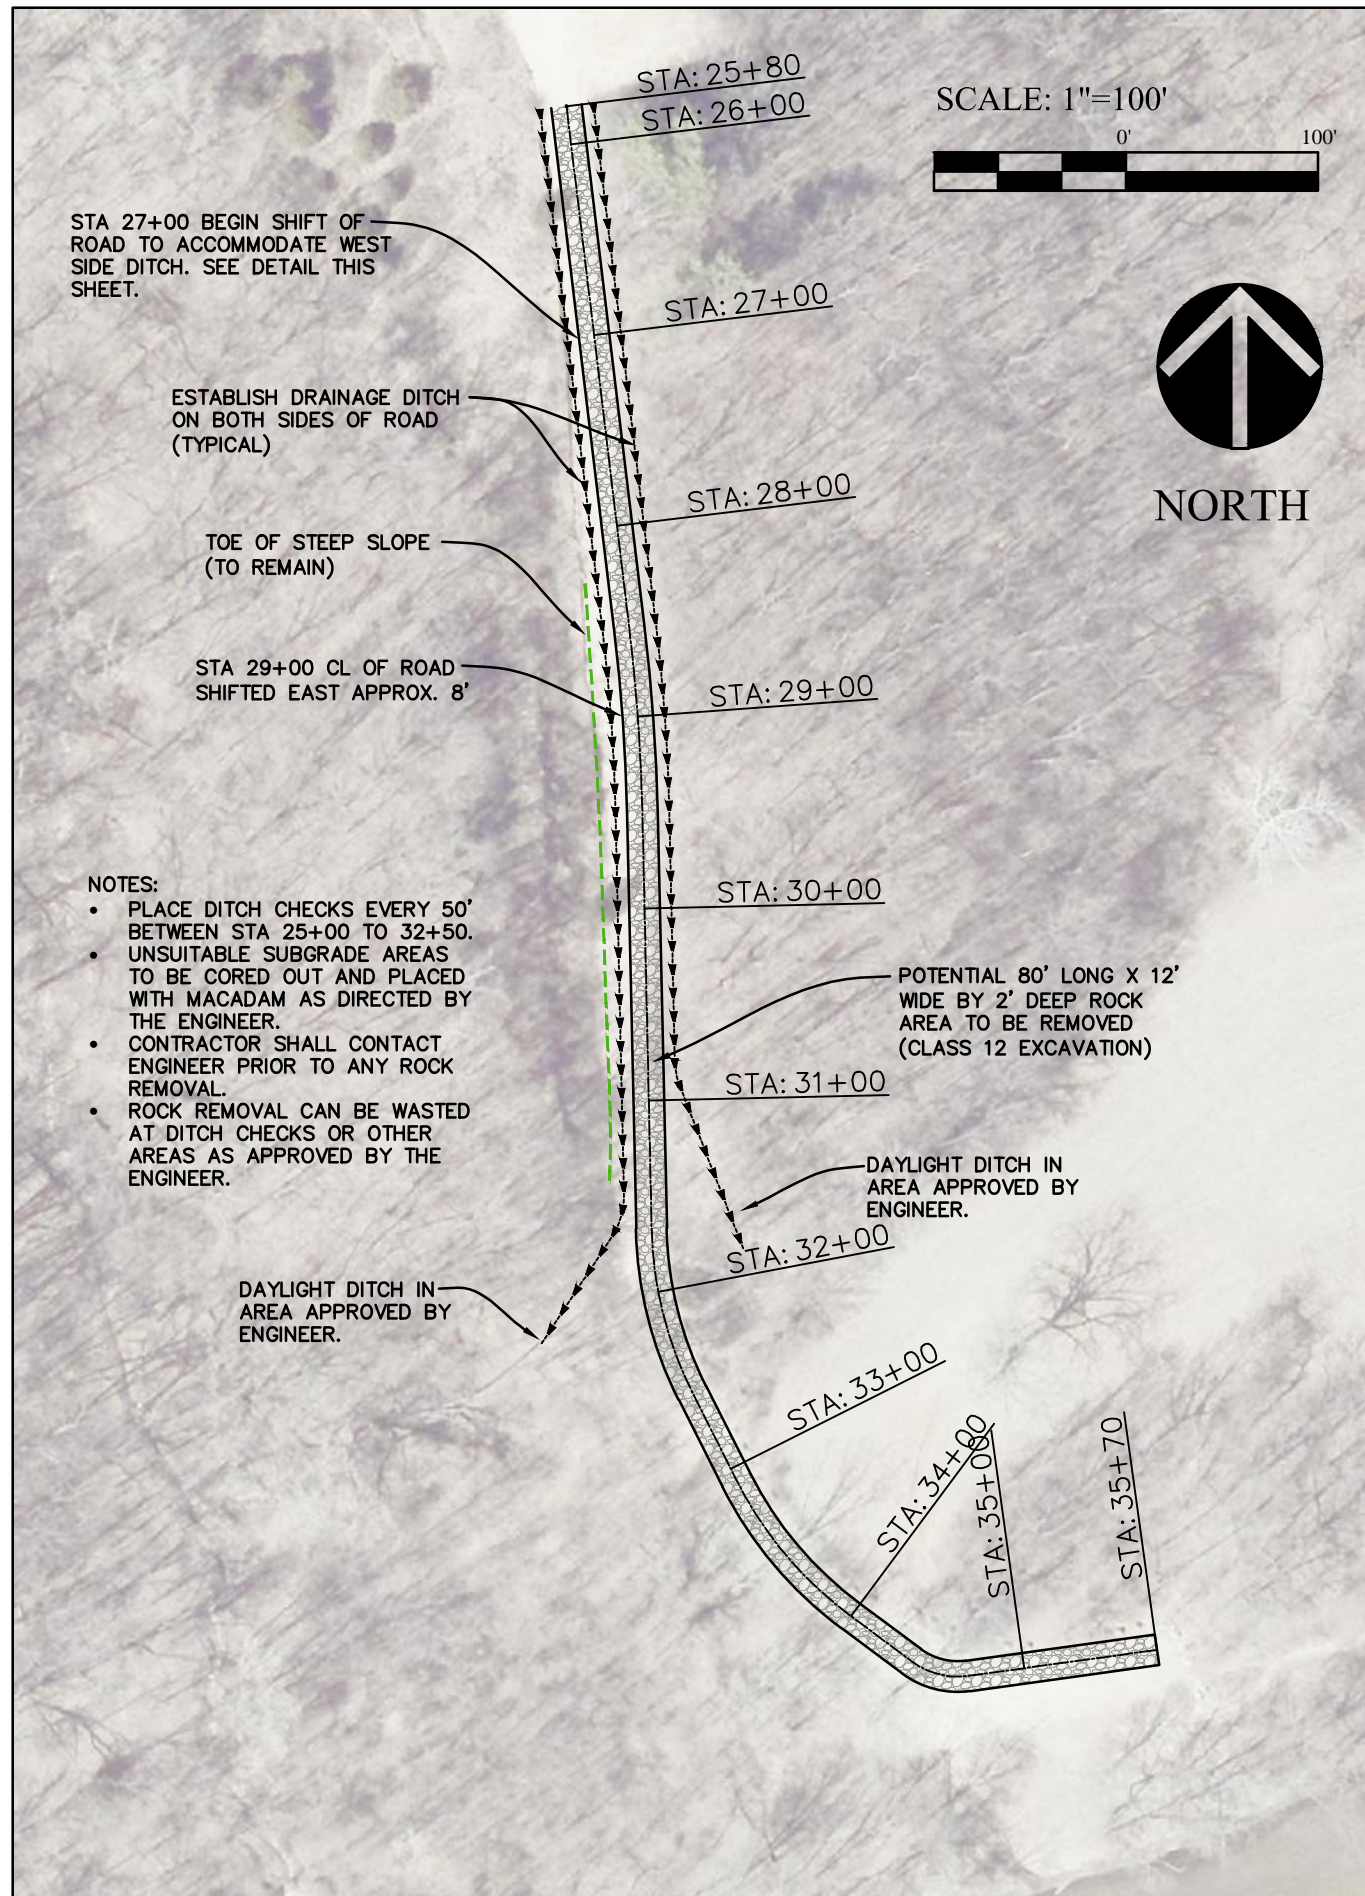 STA: 25+80
STA: 26+00
SCALE: 1"=100'
0'
100'
STA 27+00 BEGIN SHIFT OF
ROAD TO ACCOMMODATE WEST
SIDE DITCH. SEE DETAIL THIS
SHEET.
STA: 27+00
ESTABLISH DRAINAGE DITCH
ON BOTH SIDES OF ROAD
(TYPICAL)
STA: 28+00
NORTH
TOE OF STEEP SLOPE
(TO REMAIN)
STA 29+00 CL OF ROAD
SHIFTED EAST APPROX. 8'
STA: 29+00
NOTES:
• PLACE DITCH CHECKS EVERY 50'
BETWEEN STA 25+00 TO 32+50.
• UNSUITABLE SUBGRADE AREAS
TO BE CORED OUT AND PLACED
WITH MACADAM AS DIRECTED BY
THE ENGINEER.
• CONTRACTOR SHALL CONTACT
ENGINEER PRIOR TO ANY ROCK
REMOVAL.
• ROCK REMOVAL CAN BE WASTED
AT DITCH CHECKS OR OTHER
AREAS AS APPROVED BY THE
ENGINEER.
STA: 30+00
POTENTIAL 80' LONG X 12'
WIDE BY 2' DEEP ROCK
AREA TO BE REMOVED
(CLASS 12 EXCAVATION)
STA: 31+00
DAYLIGHT DITCH IN
AREA APPROVED BY
ENGINEER.
STA: 32+00
DAYLIGHT DITCH IN
AREA APPROVED BY
ENGINEER.
STA: 33+00
STA: 34+00
STA: 35+00
STA: 35+70